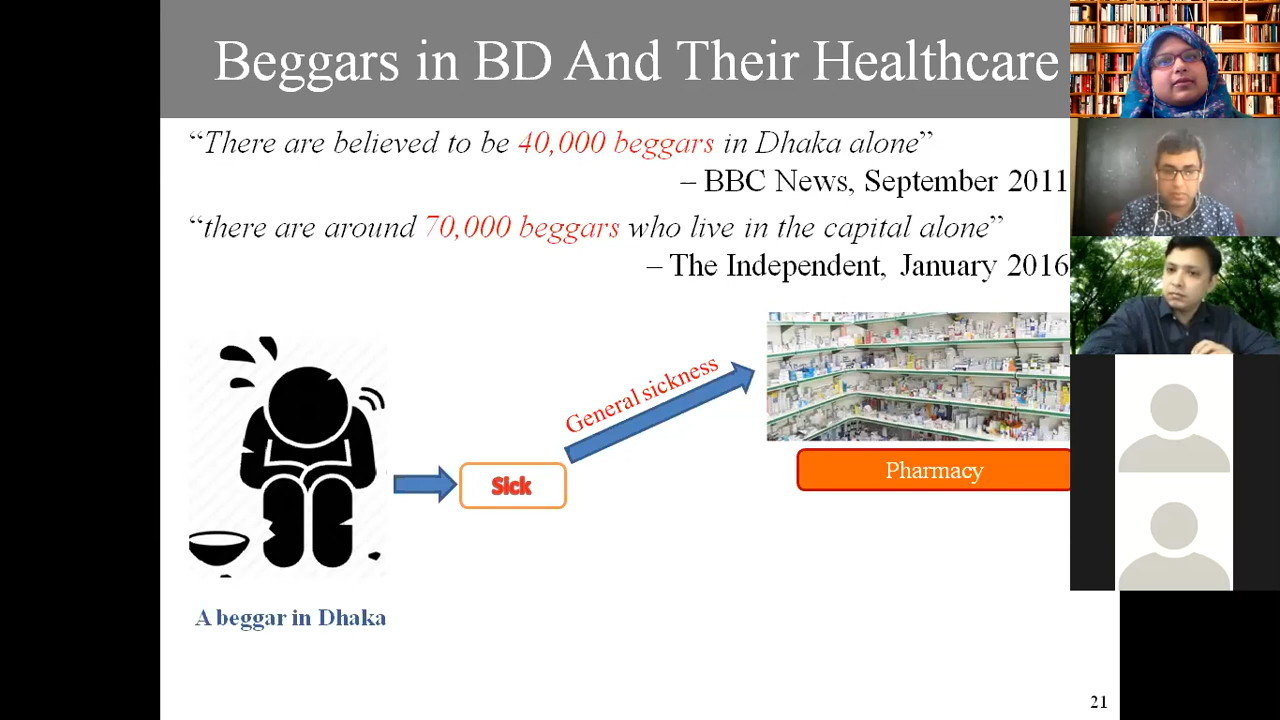 Beggars in BD And Their Healthcare
“There are believed to be 40,000 beggars in Dhaka alone”
– BBC News, September 2011
“there are around 70,000 beggars who live in the capital alone”
– The Independent, January 2016
General sickness
Sick
Pharmacy
A beggar in Dhaka
21